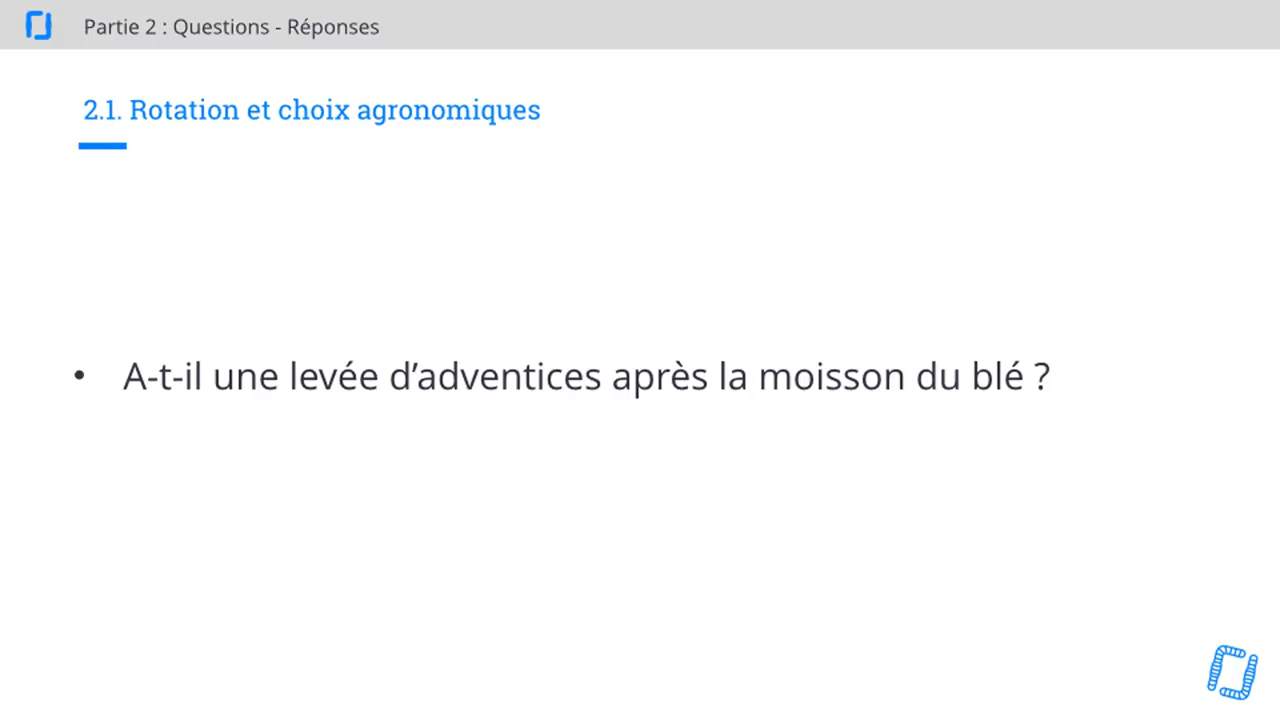 Partie 2 : Questions - Réponses
2.1. Rotation et choix agronomiques
• A-t-il une levée d’adventices après la moisson du blé ?